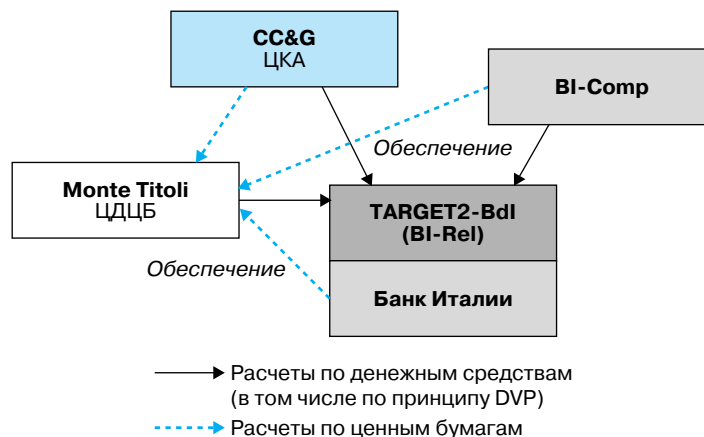 CC&G
ЦКА
BI-Comp
Обеспечение
Monte Titoli
ЦДЦБ
TARGET2-BdI
(BI-Rel)
Обеспечение
Банк Италии
Расчеты по денежным средствам
(в том числе по принципу DVP)
Расчеты по ценным бумагам